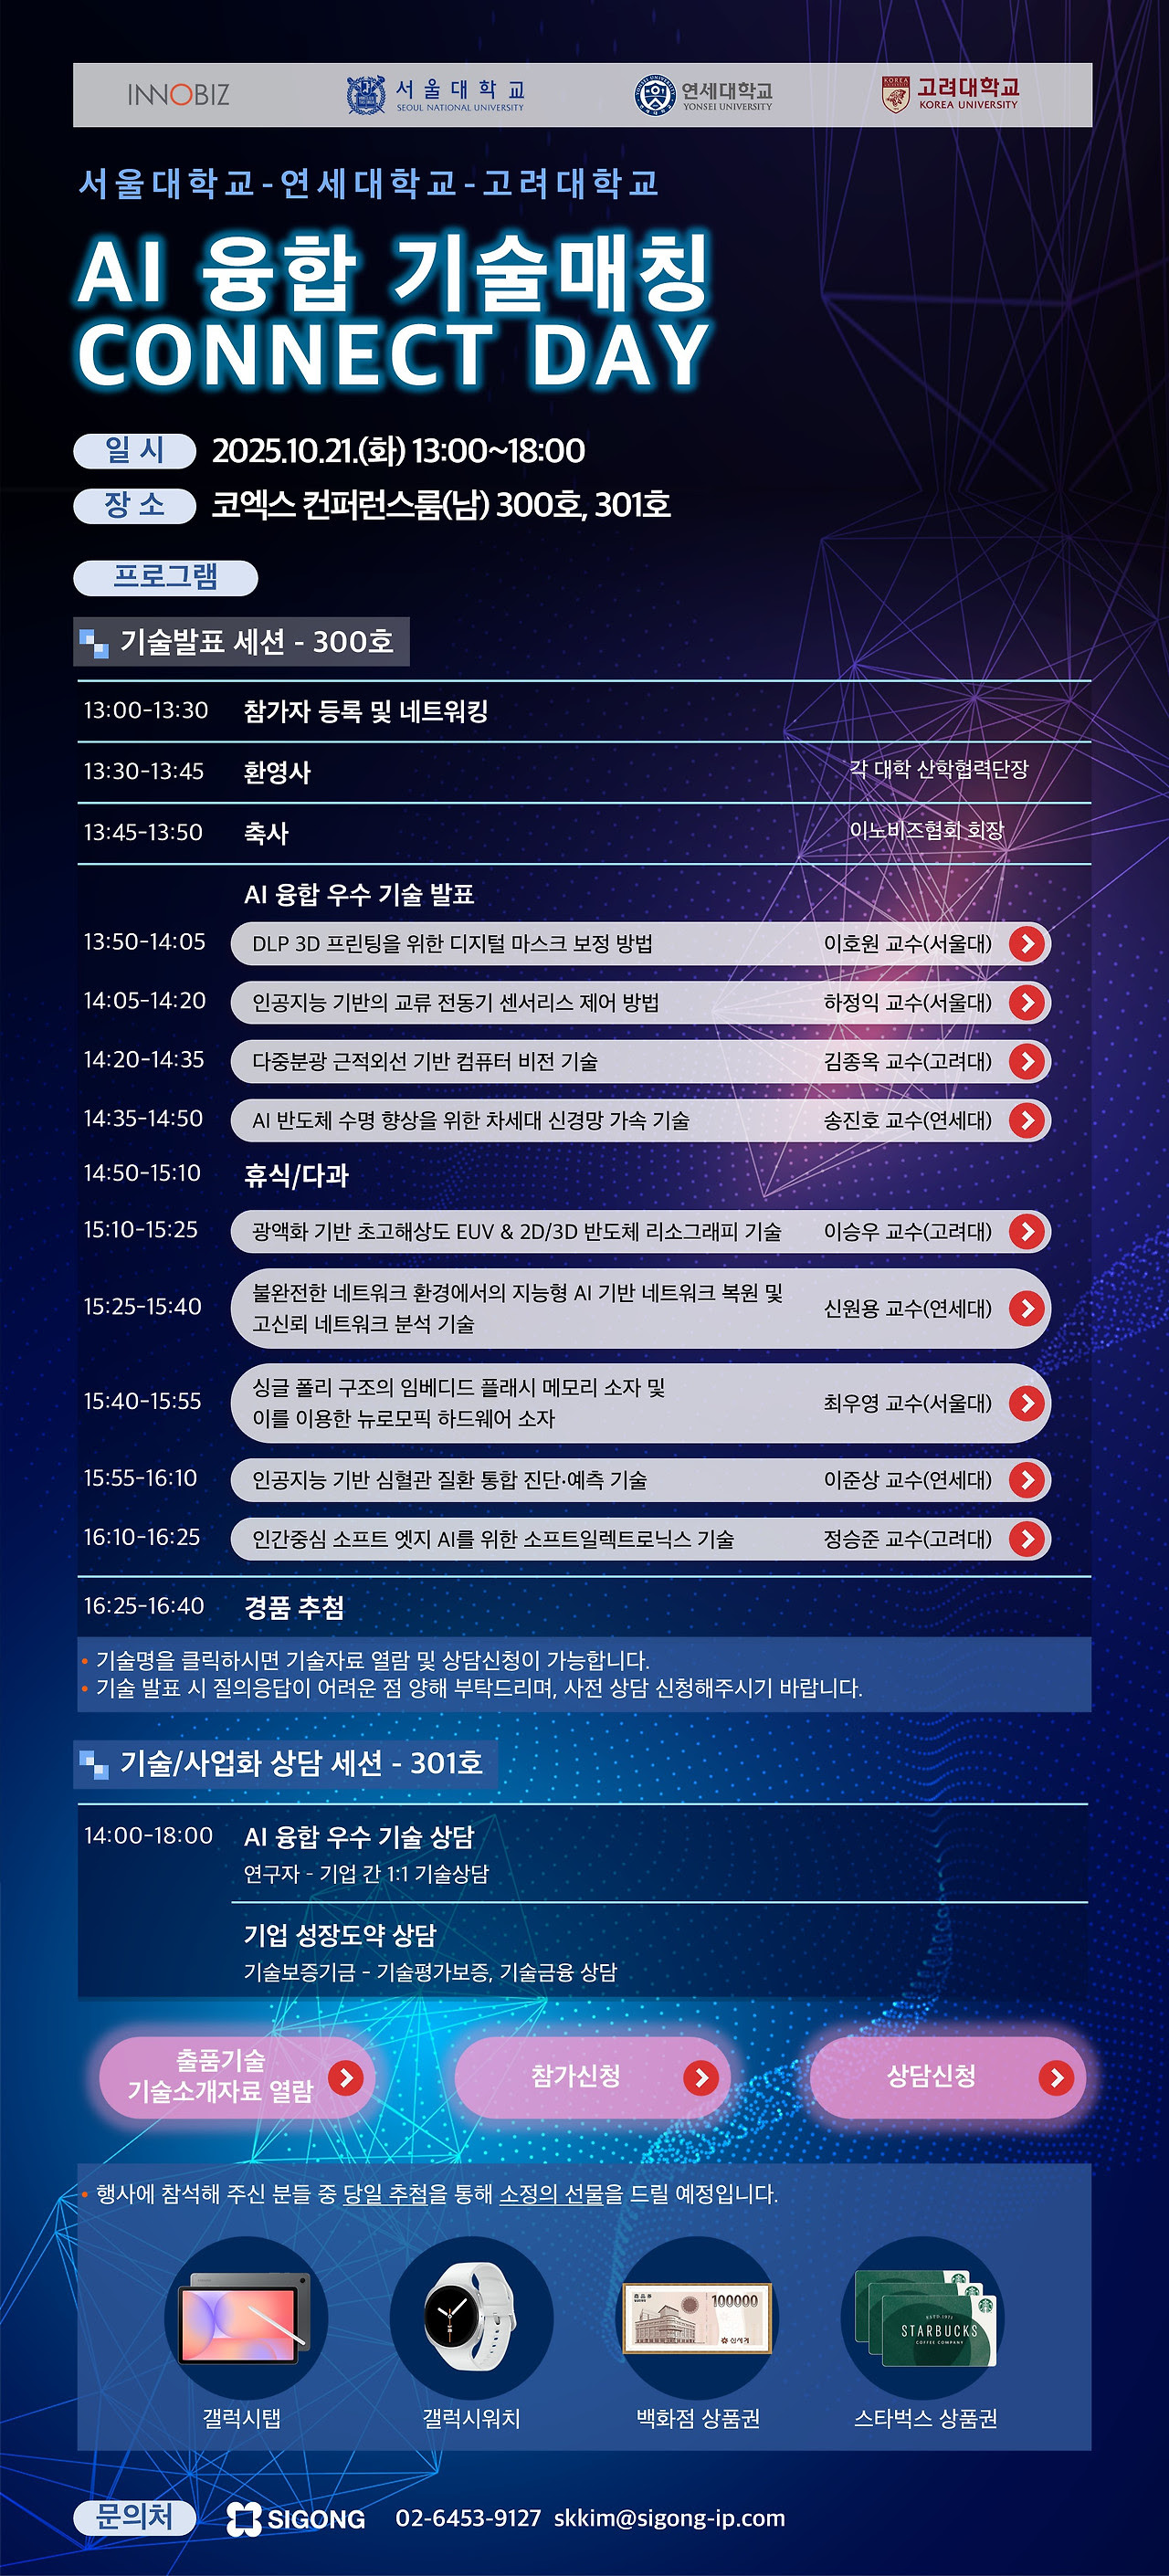 INNOBIZ
서울대학교
SEOUL NATIONAL UNIVERSITY
연세대학교
YONSEI UNIVERSITY
고려대학교
KOREA UNIVERSITY
서울대학교-연세대학교-고려대학교
AI 융합 기술매칭
CONNECT DAY
일 시 2025.10.21.(화) 13:00~18:00
장 소 코엑스 컨퍼런스룸(남) 300호, 301호
프로그램
기술발표 세션 - 300호
13:00-13:30 참가자 등록 및 네트워킹
13:30-13:45 환영사 각 대학 산학협력단장
13:45-13:50 축사 이노비즈협회 회장
AI 융합 우수 기술 발표
13:50-14:05 DLP 3D 프린팅을 위한 디지털 마스크 보정 방법 이호원 교수(서울대)
14:05-14:20 인공지능 기반의 교류 전동기 센서리스 제어 방법 하정익 교수(서울대)
14:20-14:35 다중분광 근적외선 기반 컴퓨터 비전 기술 김종옥 교수(고려대)
14:35-14:50 AI 반도체 수명 향상을 위한 차세대 신경망 가속 기술 송진호 교수(연세대)
14:50-15:10 휴식/다과
15:10-15:25 광액화 기반 초고해상도 EUV & 2D/3D 반도체 리소그래피 기술 이승우 교수(고려대)
15:25-15:40 불완전한 네트워크 환경에서의 지능형 AI 기반 네트워크 복원 및
고신뢰 네트워크 분석 기술 신원용 교수(연세대)
15:40-15:55 싱글 폴리 구조의 임베디드 플래시 메모리 소자 및
이를 이용한 뉴로모픽 하드웨어 소자 최우영 교수(서울대)
15:55-16:10 인공지능 기반 심혈관 질환 통합 진단·예측 기술 이준상 교수(연세대)
16:10-16:25 인간중심 소프트 엣지 AI를 위한 소프트일렉트로닉스 기술 정승준 교수(고려대)
16:25-16:40 경품 추첨
• 기술명을 클릭하시면 기술자료 열람 및 상담신청이 가능합니다.
• 기술 발표 시 질의응답이 어려운 점 양해 부탁드리며, 사전 상담 신청해주시기 바랍니다.
기술/사업화 상담 세션 - 301호
14:00-18:00 AI 융합 우수 기술 상담
연구자 - 기업 간 1:1 기술상담
기업 성장도약 상담
기술보증기금 - 기술평가보증, 기술금융 상담
출품기술
기술소개자료 열람
참가신청
상담신청
• 행사에 참석해 주신 분들 중 당일 추첨을 통해 소정의 선물을 드릴 예정입니다.
상품권
100000
신세계
STARBUCKS
COFFEE COMPANY
갤럭시탭
갤럭시워치
백화점 상품권
스타벅스 상품권
문의처 SIGONG 02-6453-9127 skkim@sigong-ip.com